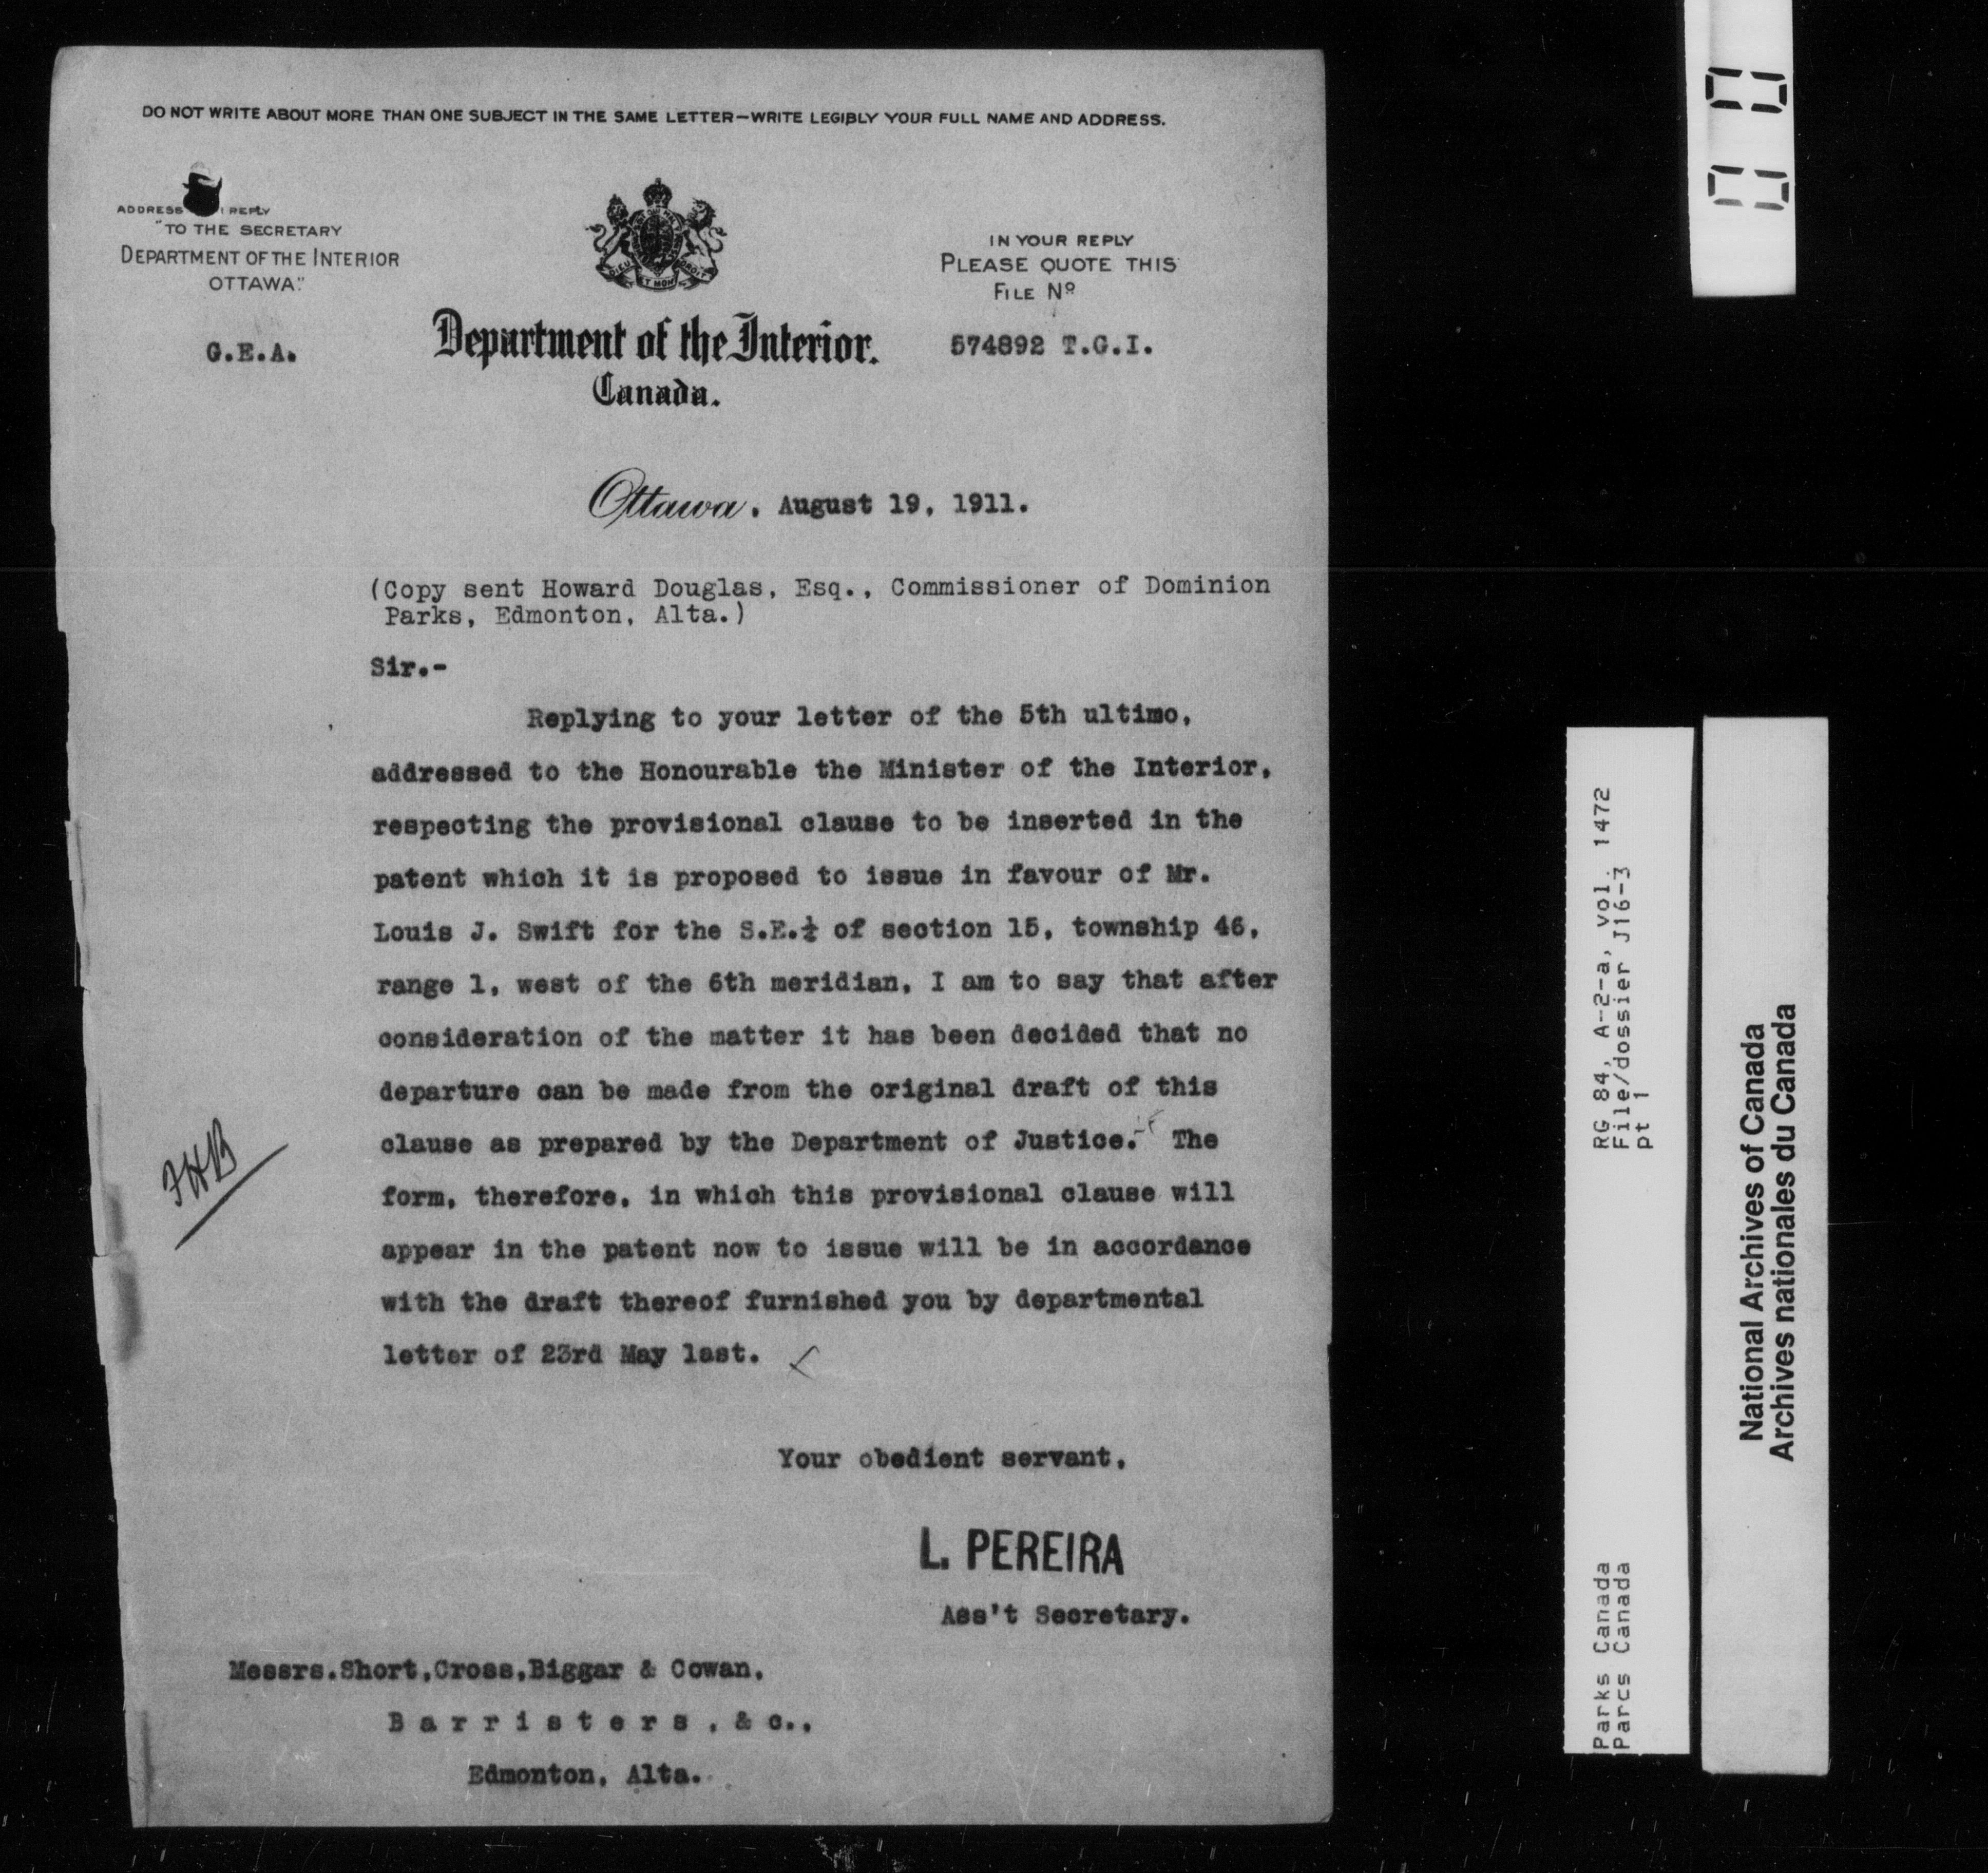 DO NOT WRITE ABOUT MORE THAN ONE SUBJECT IN THE SAME LETTER—WRITE LEGIBLY YOUR FULL NAME AND ADDRESS.
ADDRESS REPLY
"TO THE SECRETARY
DEPARTMENT OF THE INTERIOR
OTTAWA."
G.E.A.
DIEU ET MON DROIT
Department of the Interior.
Canada.
IN YOUR REPLY
PLEASE QUOTE THIS
FILE Nº
574892 T.G.I.
Ottawa, August 19, 1911.
(Copy sent Howard Douglas, Esq., Commissioner of Dominion
Parks, Edmonton, Alta.)
Sir.-
Replying to your letter of the 5th ultimo,
addressed to the Honourable the Minister of the Interior,
respecting the provisional clause to be inserted in the
patent which it is proposed to issue in favour of Mr.
Louis J. Swift for the S.E.¼ of section 15, township 46,
range 1, west of the 6th meridian, I am to say that after
consideration of the matter it has been decided that no
departure can be made from the original draft of this
clause as prepared by the Department of Justice. The
form, therefore, in which this provisional clause will
appear in the patent now to issue will be in accordance
with the draft thereof furnished you by departmental
letter of 23rd May last.
FHB
Your obedient servant,
L. PEREIRA
Ass't Secretary.
Messrs.Short,Cross,Biggar & Cowan,
Barristers,&c.,
Edmonton, Alta.
RG 84, A-2-a, vol. 1472
File/dossier J16-3
pt 1
Parks Canada
Parcs Canada
National Archives of Canada
Archives nationales du Canada